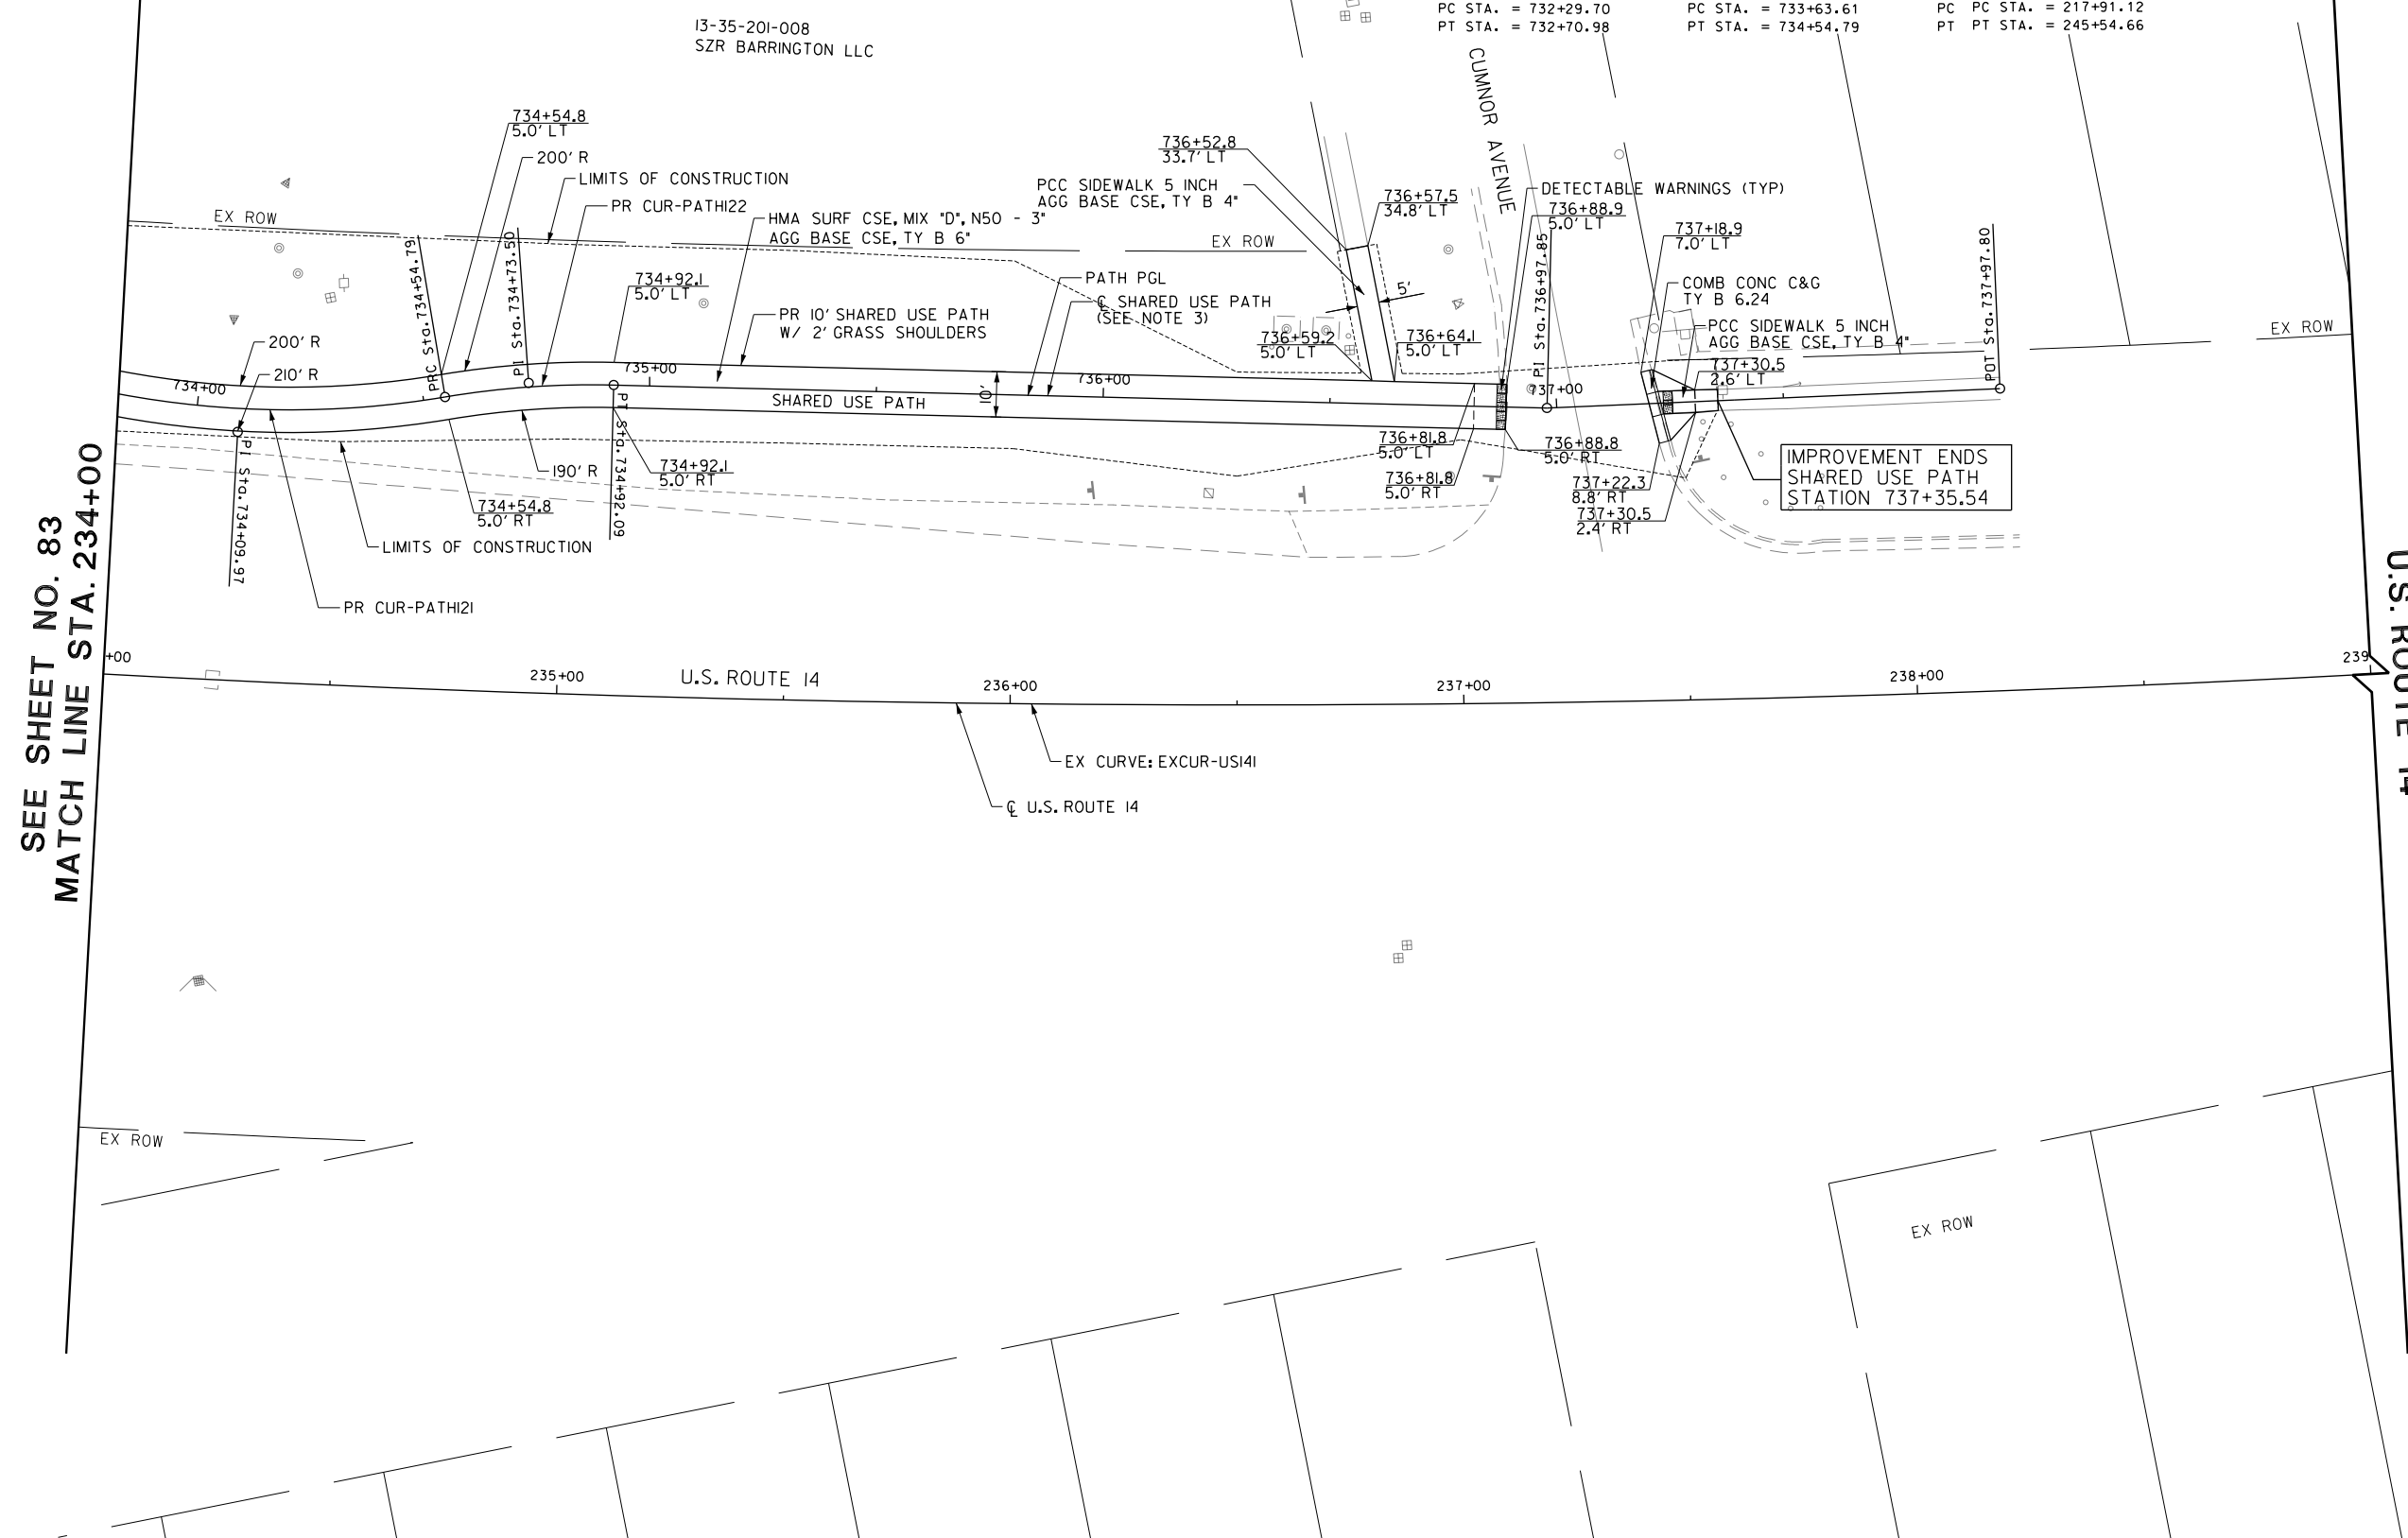 13-35-201-008
SZR BARRINGTON LLC
PC STA. = 732+29.70
PT STA. = 732+70.98
PC STA. = 733+63.61
PT STA. = 734+54.79
PC PC STA. = 217+91.12
PT PT STA. = 245+54.66
CUMNOR AVENUE
734+54.8
5.0' LT
200' R
LIMITS OF CONSTRUCTION
PR CUR-PATH122
HMA SURF CSE, MIX "D", N50 - 3"
AGG BASE CSE, TY B 6"
EX ROW
736+52.8
33.7' LT
PCC SIDEWALK 5 INCH
AGG BASE CSE, TY B 4"
736+57.5
34.8' LT
DETECTABLE WARNINGS (TYP)
736+88.9
5.0' LT
737+18.9
7.0' LT
EX ROW
COMB CONC C&G
TY B 6.24
PCC SIDEWALK 5 INCH
AGG BASE CSE, TY B 4"
737+30.5
2.6' LT
EX ROW
PRC Sta. 734+54.79
PI Sta. 734+73.50
734+92.1
5.0' LT
PR 10' SHARED USE PATH
W/ 2' GRASS SHOULDERS
PATH PGL
℄ SHARED USE PATH
(SEE NOTE 3)
5'
736+59.2
5.0' LT
736+64.1
5.0' LT
PI Sta. 736+97.85
POT Sta. 737+97.80
200' R
210' R
734+00
735+00
736+00
737+00
SHARED USE PATH
10'
PI Sta. 734+09.97
PT Sta. 734+92.09
190' R
734+92.1
5.0' RT
734+54.8
5.0' RT
LIMITS OF CONSTRUCTION
PR CUR-PATH121
736+81.8
5.0' LT
736+81.8
5.0' RT
736+88.8
5.0' RT
737+22.3
8.8' RT
737+30.5
2.4' RT
IMPROVEMENT ENDS
SHARED USE PATH
STATION 737+35.54
SEE SHEET NO. 83
MATCH LINE STA. 234+00
+00
235+00
U.S. ROUTE 14
236+00
237+00
238+00
239
U.S. ROUTE 14
EX CURVE: EXCUR-US141
℄ U.S. ROUTE 14
EX ROW
EX ROW